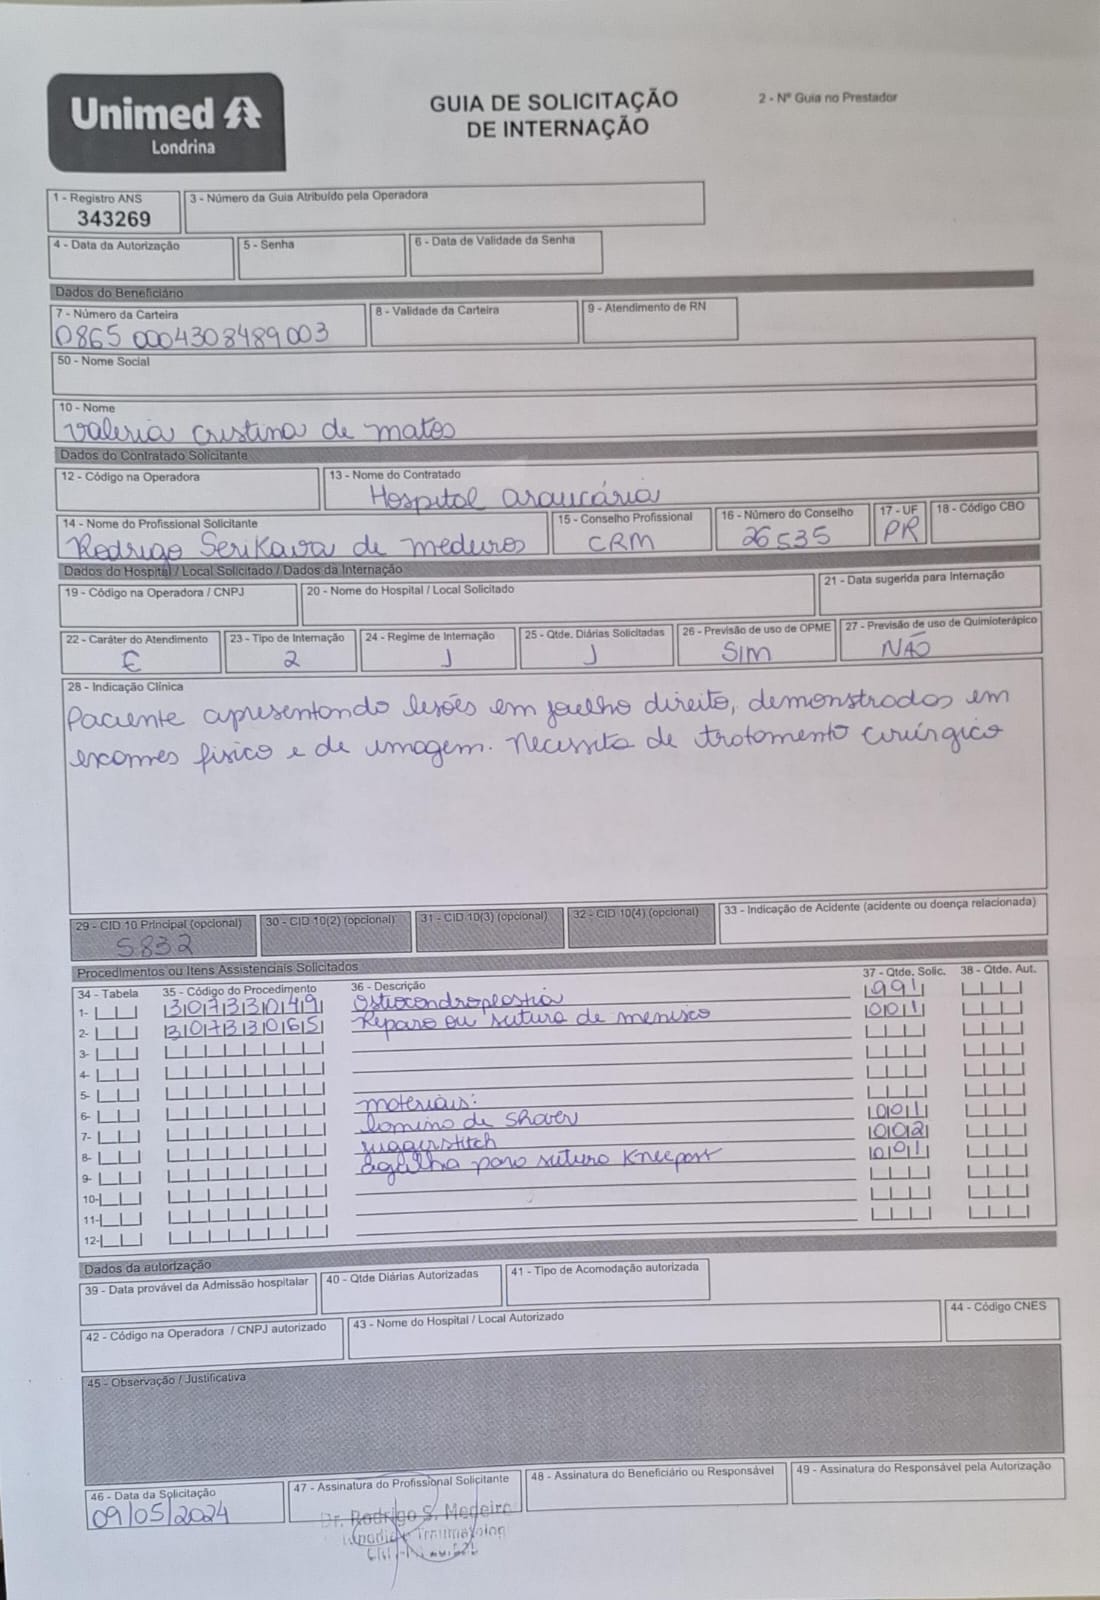 Unimed
Londrina
GUIA DE SOLICITAÇÃO
DE INTERNAÇÃO
2 - Nº Guia no Prestador
1 - Registro ANS
343269
3 - Número da Guia Atribuído pela Operadora
4 - Data da Autorização
5 - Senha
6 - Data de Validade da Senha
Dados do Beneficiário
7 - Número da Carteira
0865 0004308489003
8 - Validade da Carteira
9 - Atendimento de RN
50 - Nome Social
10 - Nome
Valeria cristina de matos
Dados do Contratado Solicitante
12 - Código na Operadora
13 - Nome do Contratado
Hospital araucária
14 - Nome do Profissional Solicitante
Rodrigo Serikawa de medeiros
15 - Conselho Profissional
CRM
16 - Número do Conselho
26535
17 - UF
PR
18 - Código CBO
Dados do Hospital / Local Solicitado / Dados da Internação
19 - Código na Operadora / CNPJ
20 - Nome do Hospital / Local Solicitado
21 - Data sugerida para Internação
22 - Caráter do Atendimento
E
23 - Tipo de Internação
2
24 - Regime de Internação
1
25 - Qtde. Diárias Solicitadas
1
26 - Previsão de uso de OPME
SIM
27 - Previsão de uso de Quimioterápico
NÃO
28 - Indicação Clínica
Paciente apresentando lesões em joelho direito, demonstrados em
exames fisico e de imagem. Necessita de tratamento cirúrgico
29 - CID 10 Principal (opcional)
S832
30 - CID 10(2) (opcional)
31 - CID 10(3) (opcional)
32 - CID 10(4) (opcional)
33 - Indicação de Acidente (acidente ou doença relacionada)
Procedimentos ou Itens Assistenciais Solicitados
34 - Tabela 35 - Código do Procedimento 36 - Descrição 37 - Qtde. Solic. 38 - Qtde. Aut.
1- 30733049 Osteocondroplastia
2- 30733065 Reparo ou sutura de menisco 001
3-
4-
5-
6- materiais:
7- lamina de shaver 001
8- juggerstitch 002
9- agulha para sutura Kneeport 001
10-
11-
12-
Dados da autorização
39 - Data provável da Admissão hospitalar
40 - Qtde Diárias Autorizadas
41 - Tipo de Acomodação autorizada
42 - Código na Operadora / CNPJ autorizado
43 - Nome do Hospital / Local Autorizado
44 - Código CNES
45 - Observação / Justificativa
46 - Data da Solicitação
09/05/2024
47 - Assinatura do Profissional Solicitante
Dr. Rodrigo S. Medeiro
48 - Assinatura do Beneficiário ou Responsável
49 - Assinatura do Responsável pela Autorização